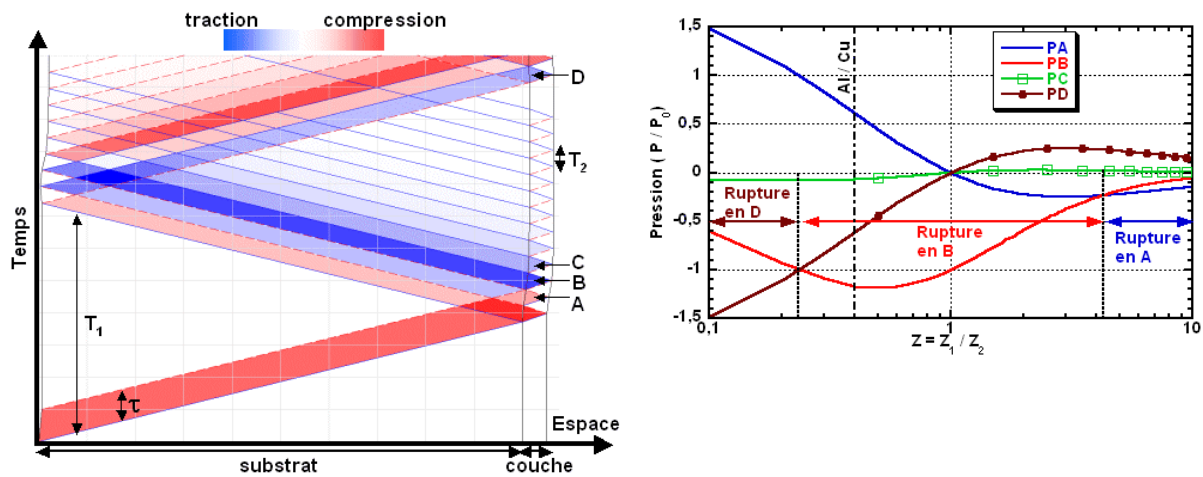 traction
compression
Temps
D
T2
C
B
A
T1
τ
Espace
substrat
couche
1,5
1
0,5
0
-0,5
-1
-1,5
Pression ( P / P0)
Al / Cu
PA
PB
PC
PD
Rupture
en D
Rupture
en B
Rupture
en A
0,1
1
10
Z = Z1 / Z2